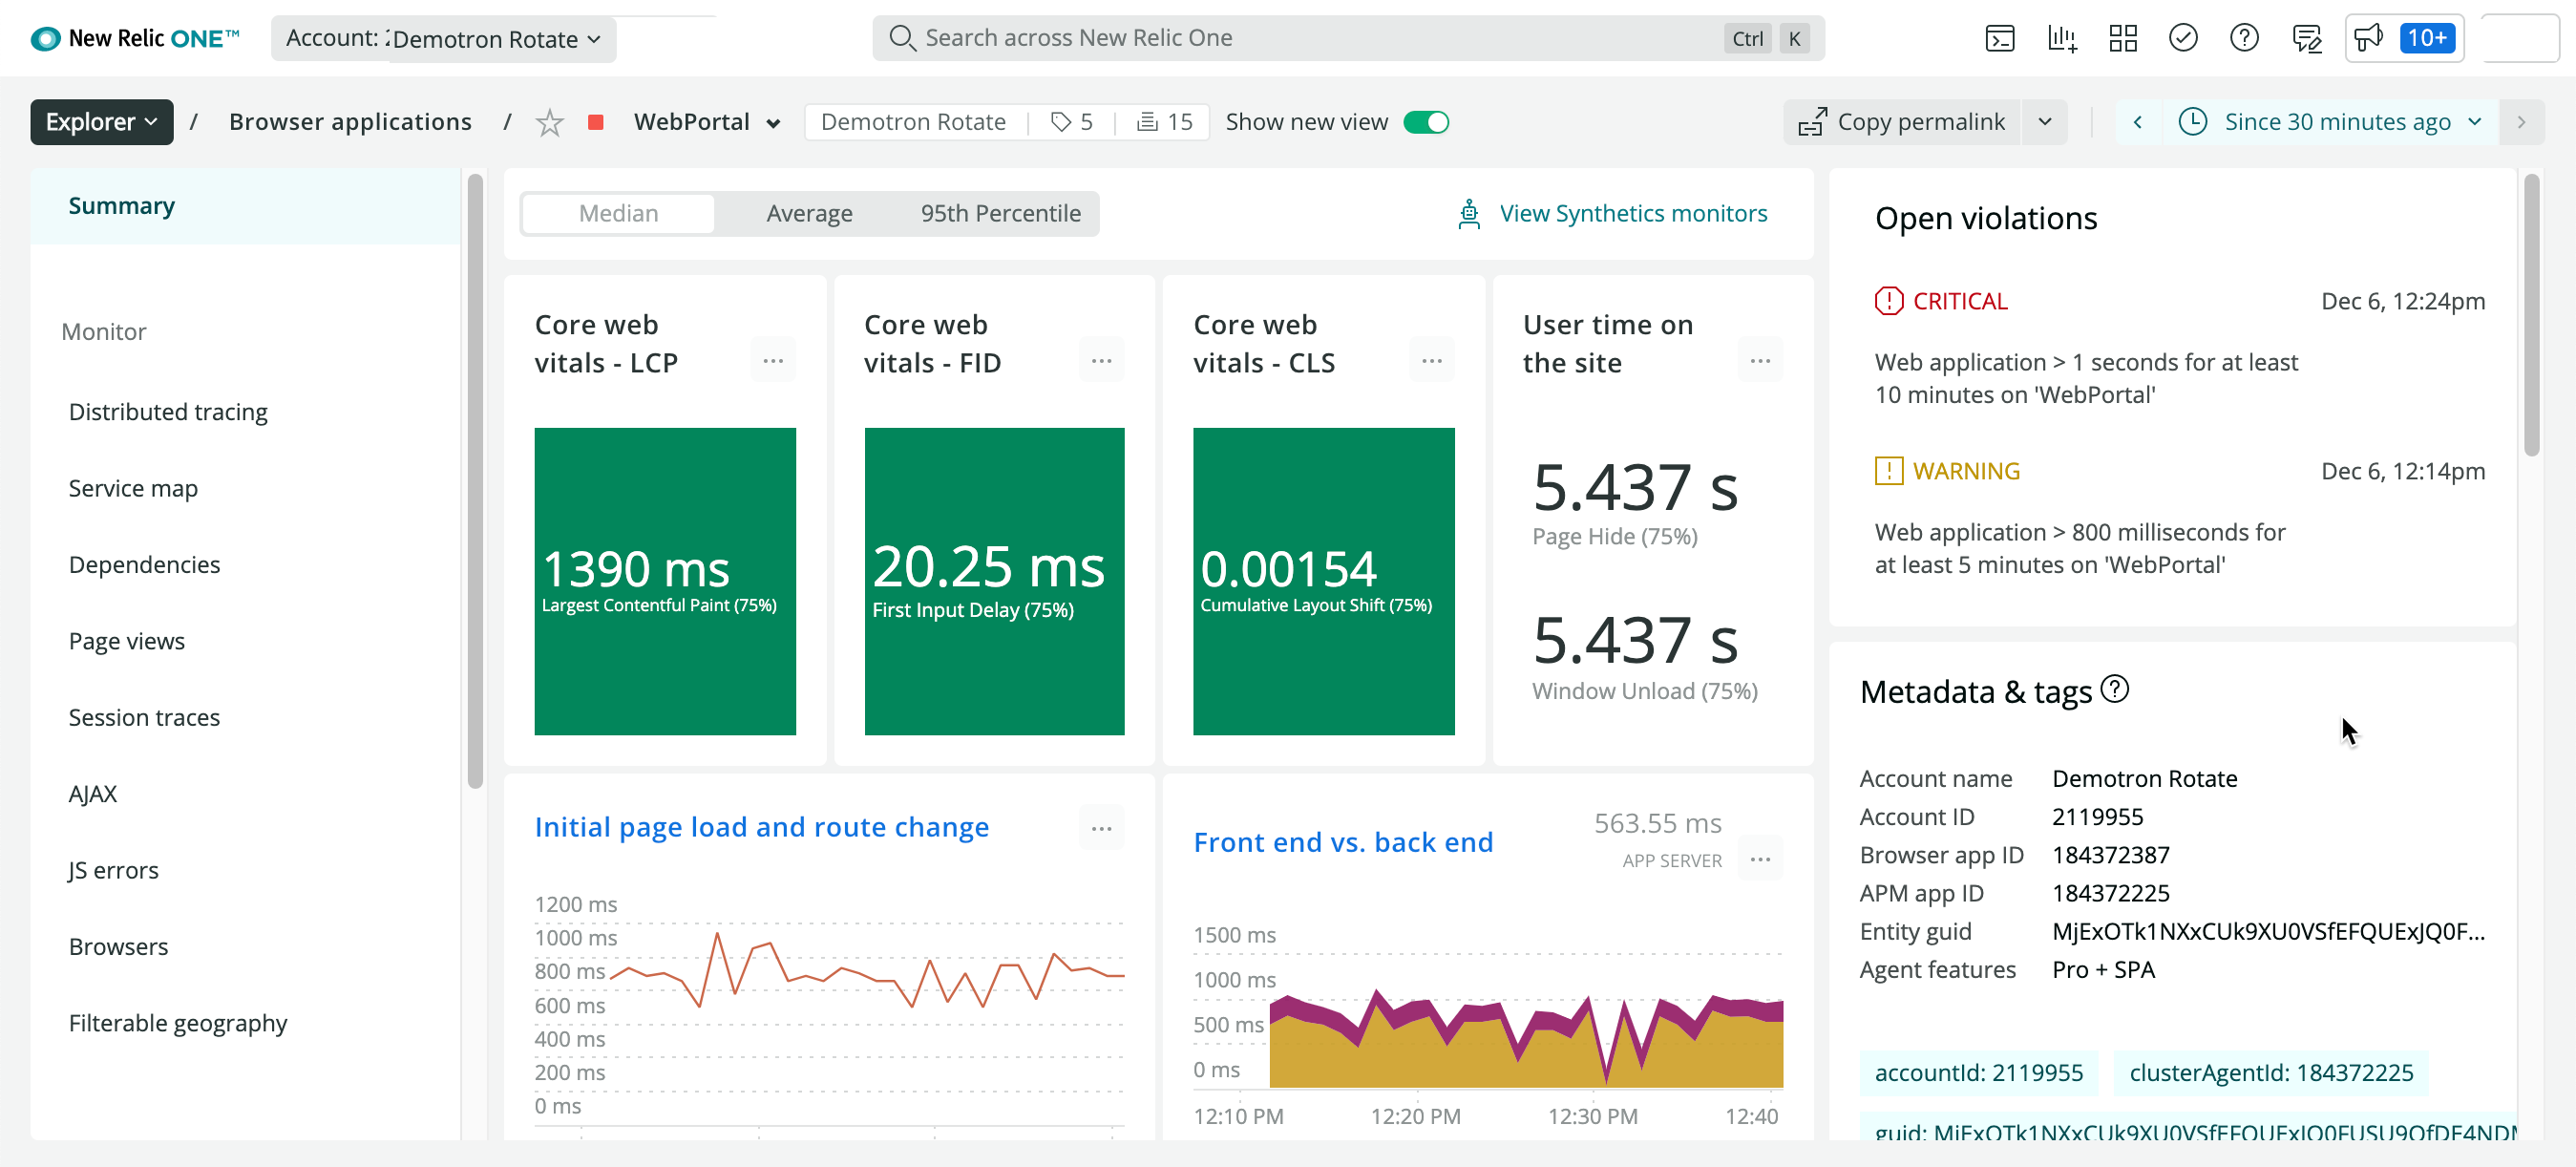 New Relic ONE™
Account:
Demotron Rotate
Search across New Relic One
Ctrl
K
10+
Explorer
/
Browser applications
/
WebPortal
Demotron Rotate
5
15
Show new view
Copy permalink
Since 30 minutes ago
Summary
Monitor
Distributed tracing
Service map
Dependencies
Page views
Session traces
AJAX
JS errors
Browsers
Filterable geography
Median
Average
95th Percentile
View Synthetics monitors
Core web
vitals - LCP
1390 ms
Largest Contentful Paint (75%)
Core web
vitals - FID
20.25 ms
First Input Delay (75%)
Core web
vitals - CLS
0.00154
Cumulative Layout Shift (75%)
User time on
the site
5.437 s
Page Hide (75%)
5.437 s
Window Unload (75%)
Initial page load and route change
1200 ms
1000 ms
800 ms
600 ms
400 ms
200 ms
0 ms
Front end vs. back end
563.55 ms
APP SERVER
1500 ms
1000 ms
500 ms
0 ms
12:10 PM
12:20 PM
12:30 PM
12:40
Open violations
CRITICAL
Dec 6, 12:24pm
Web application > 1 seconds for at least
10 minutes on 'WebPortal'
WARNING
Dec 6, 12:14pm
Web application > 800 milliseconds for
at least 5 minutes on 'WebPortal'
Metadata & tags
Account name Demotron Rotate
Account ID 2119955
Browser app ID 184372387
APM app ID 184372225
Entity guid MjExOTk1NXxCUk9XU0VSfEFQUExJQ0F...
Agent features Pro + SPA
accountId: 2119955
clusterAgentId: 184372225
guid: